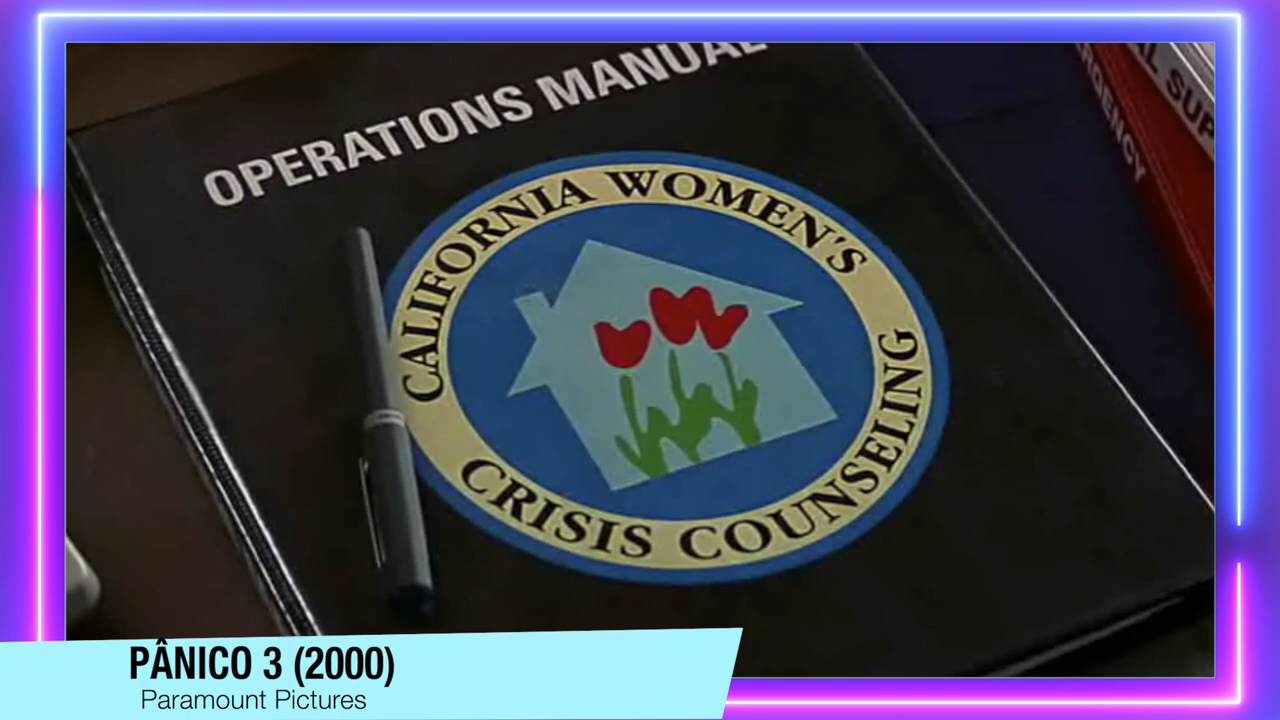 OPERATIONS MANUAL
CALIFORNIA WOMEN'S
CRISIS COUNSELING
PÂNICO 3 (2000)
Paramount Pictures